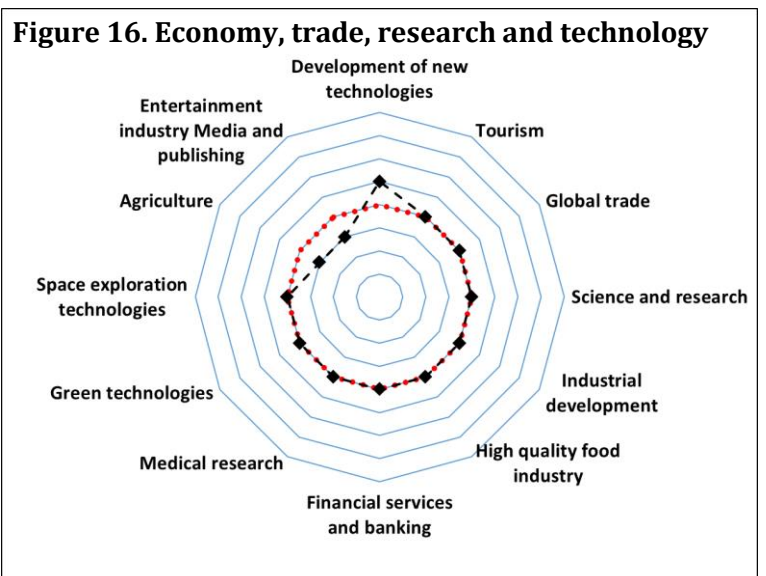 Figure 16. Economy, trade, research and technology
Development of new
technologies
Tourism
Global trade
Science and research
Industrial
development
High quality food
industry
Financial services
and banking
Medical research
Green technologies
Space exploration
technologies
Agriculture
Entertainment
industry Media and
publishing